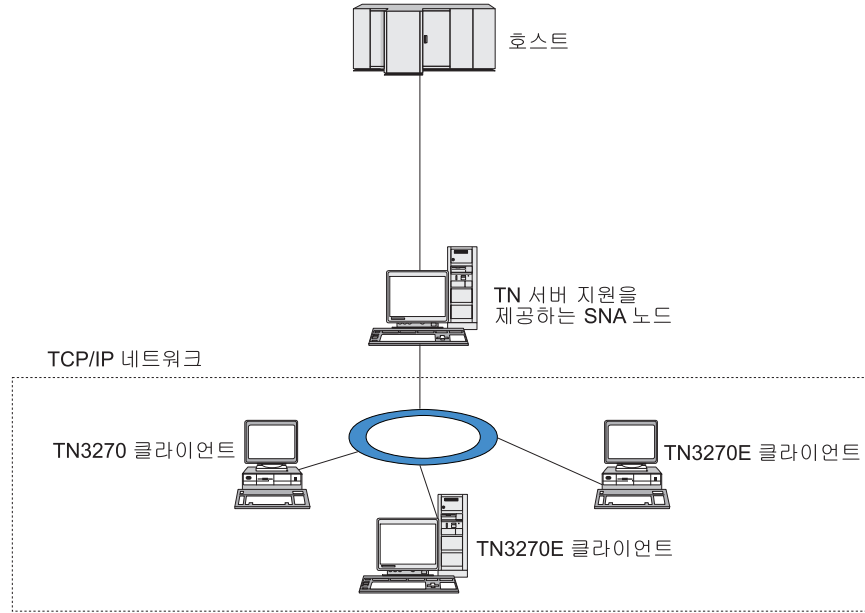 호스트
TN 서버 지원을
제공하는 SNA 노드
TCP/IP 네트워크
TN3270 클라이언트
TN3270E 클라이언트
TN3270E 클라이언트